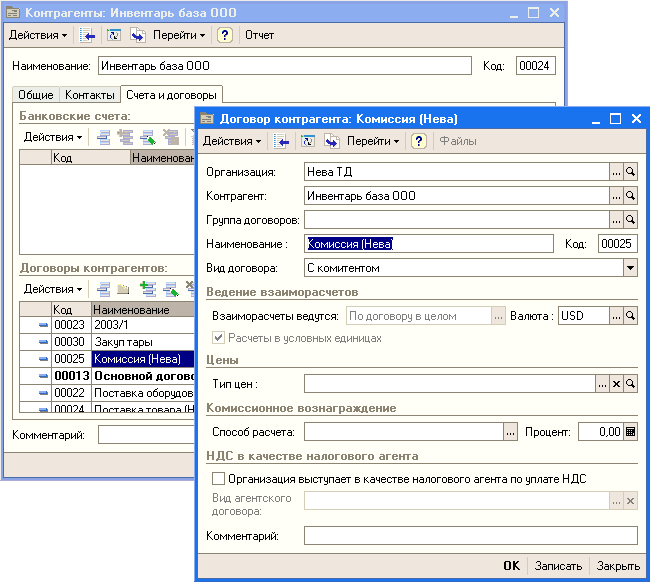 Контрагенты: Инвентарь база ООО
Действия Перейти ? Отчет
Наименование: Инвентарь база ООО Код: 00024
Общие Контакты Счета и договоры
Банковские счета:
Действия
Код Наименован
Договоры контрагентов:
Действия
Код Наименование
00023 2003/1
00030 Закуп тары
00025 Комиссия (Нева)
00013 Основной догово
00022 Поставка оборудов
00024 Поставка товара (Н
Комментарий:
Договор контрагента: Комиссия (Нева)
Действия Перейти ? Файлы
Организация: Нева ТД ...
Контрагент: Инвентарь база ООО ...
Группа договоров: ...
Наименование : Комиссия (Нева) Код: 00025
Вид договора: С комитентом
Ведение взаиморасчетов
Взаиморасчеты ведутся: По договору в целом ... Валюта : USD ...
Расчеты в условных единицах
Цены
Тип цен : ...
Комиссионное вознаграждение
Способ расчета: ... Процент: 0,00
НДС в качестве налогового агента
Организация выступает в качестве налогового агента по уплате НДС
Вид агентского
договора: ...
Комментарий:
ОК Записать Закрыть